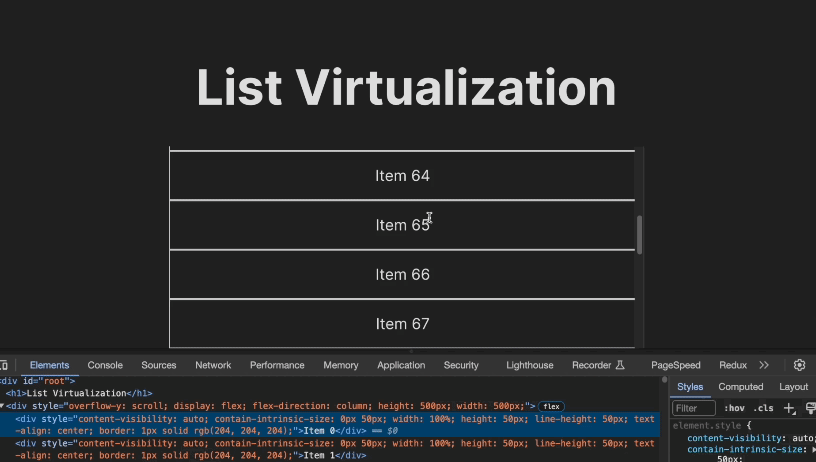 List Virtualization
Item 64
Item 65
Item 66
Item 67
Elements Console Sources Network Performance Memory Application Security Lighthouse Recorder PageSpeed Redux
div id="root">
<h1>List Virtualization</h1>
<div style="overflow-y: scroll; display: flex; flex-direction: column; height: 500px; width: 500px;"> flex
<div style="content-visibility: auto; contain-intrinsic-size: 0px 50px; width: 100%; height: 50px; line-height: 50px; text
-align: center; border: 1px solid rgb(204, 204, 204);">Item 0</div> == $0
<div style="content-visibility: auto; contain-intrinsic-size: 0px 50px; width: 100%; height: 50px; line-height: 50px; text
-align: center; border: 1px solid rgb(204, 204, 204);">Item 1</div>
Styles Computed Layout
Filter :hov .cls
element.style {
content-visibility: auto;
contain-intrinsic-size:
50px;